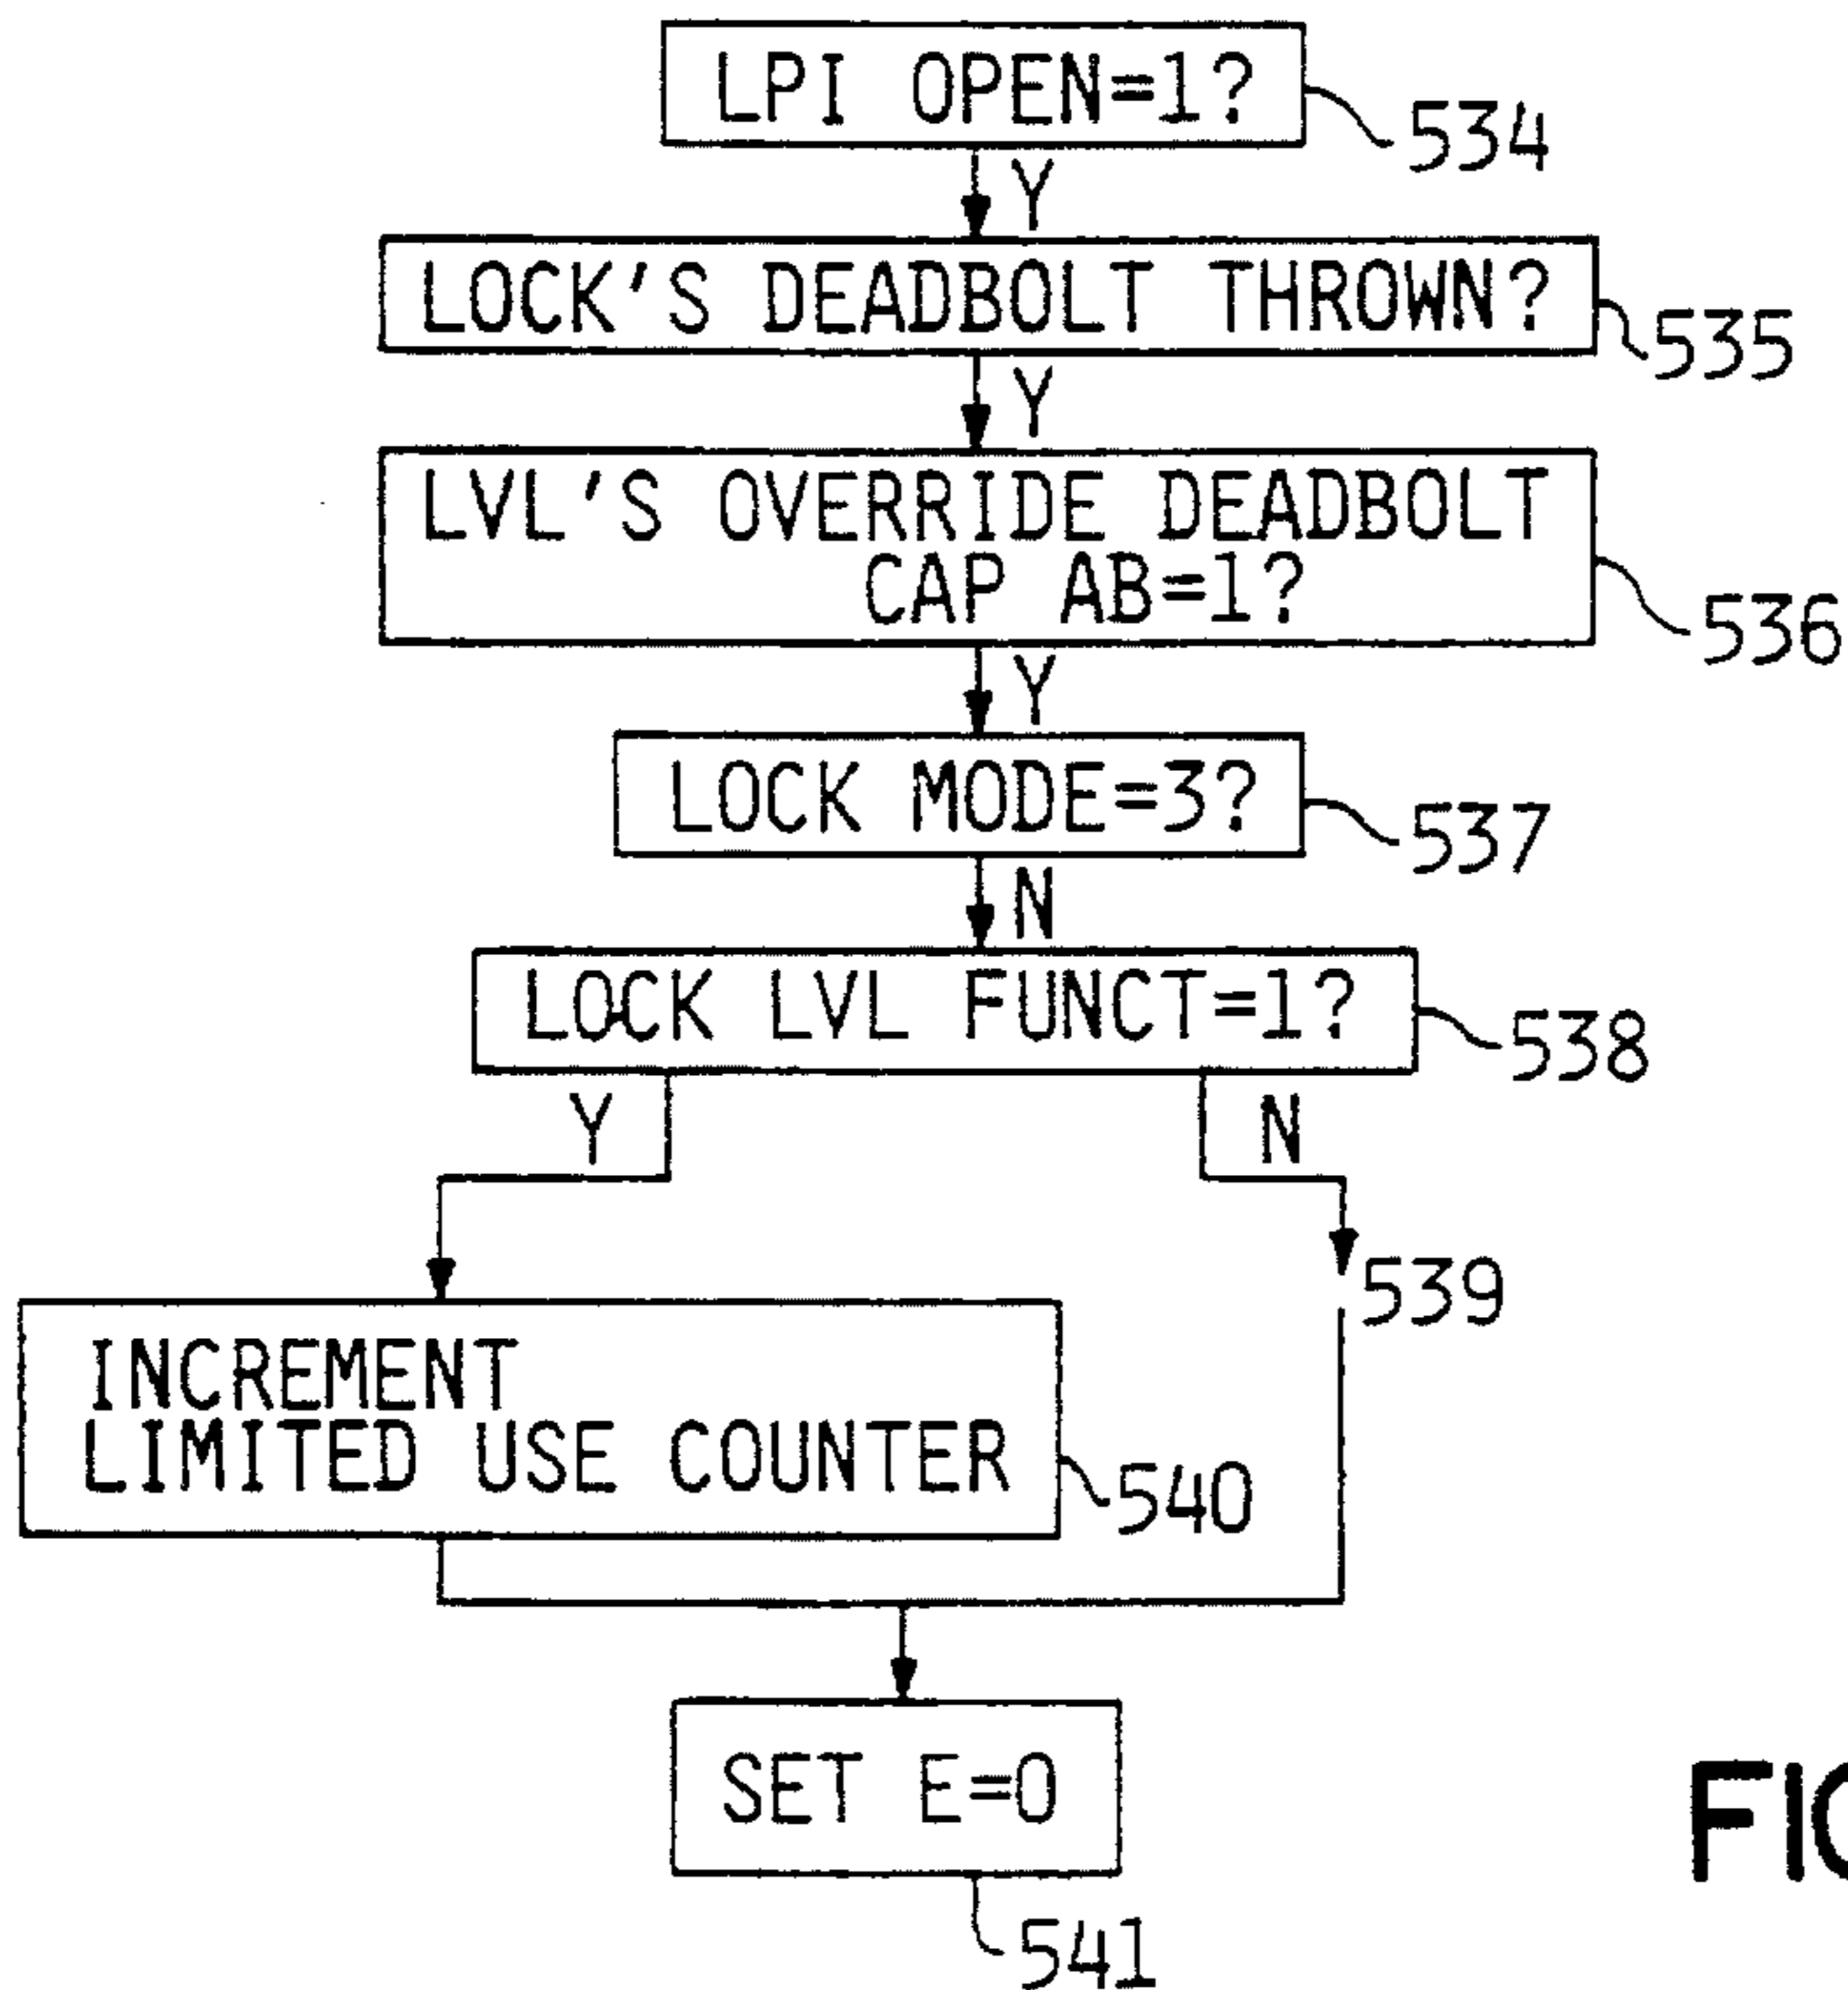 LPI OPEN=1?
534
Y
LOCK'S DEADBOLT THROWN?
535
Y
LVL'S OVERRIDE DEADBOLT
CAP AB=1?
536
Y
LOCK MODE=3?
537
N
LOCK LVL FUNCT=1?
538
Y
N
539
INCREMENT
LIMITED USE COUNTER
540
SET E=0
541